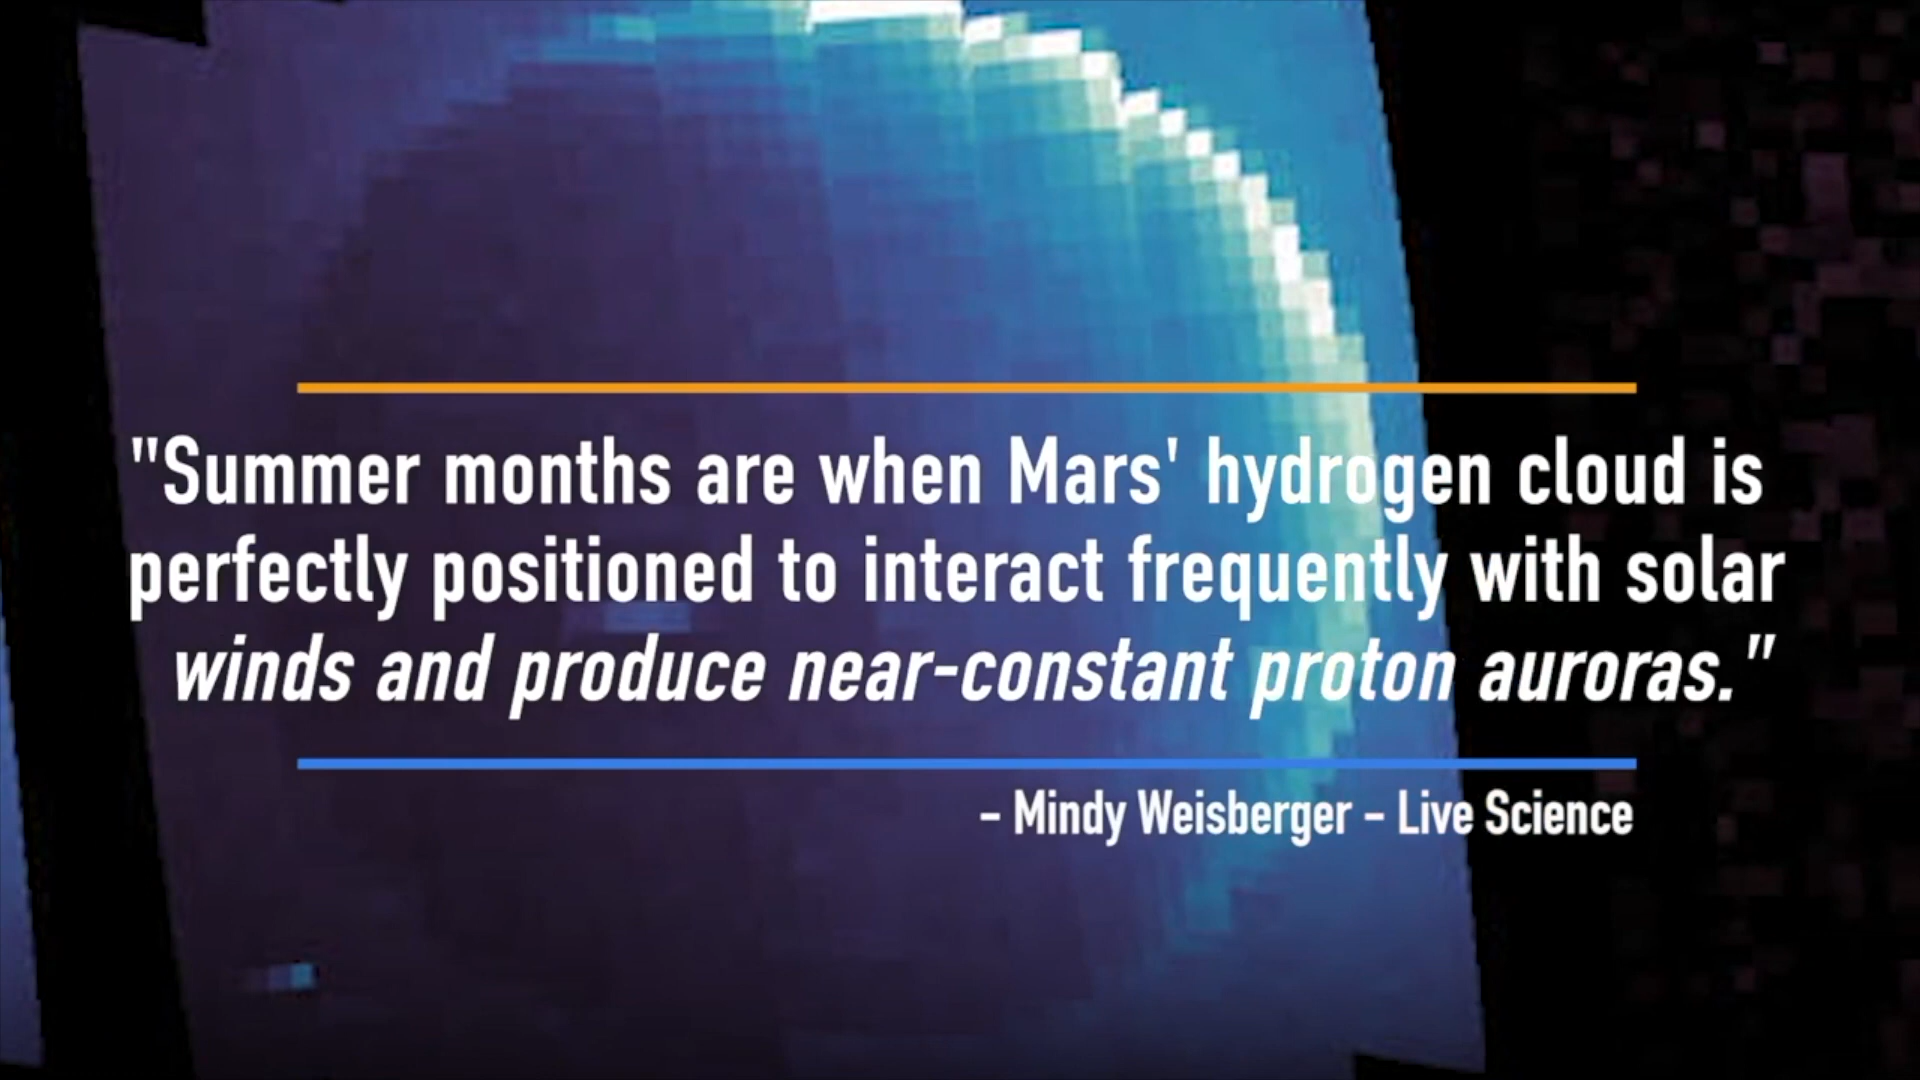 "Summer months are when Mars' hydrogen cloud is
perfectly positioned to interact frequently with solar
winds and produce near-constant proton auroras."
– Mindy Weisberger – Live Science